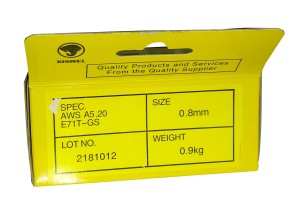 KINWEI
Quality Products and Services
From the Quality Supplier
SPEC.
AWS A5.20
E71T-GS
SIZE
0.8mm
LOT NO.
2181012
WEIGHT
0.9kg